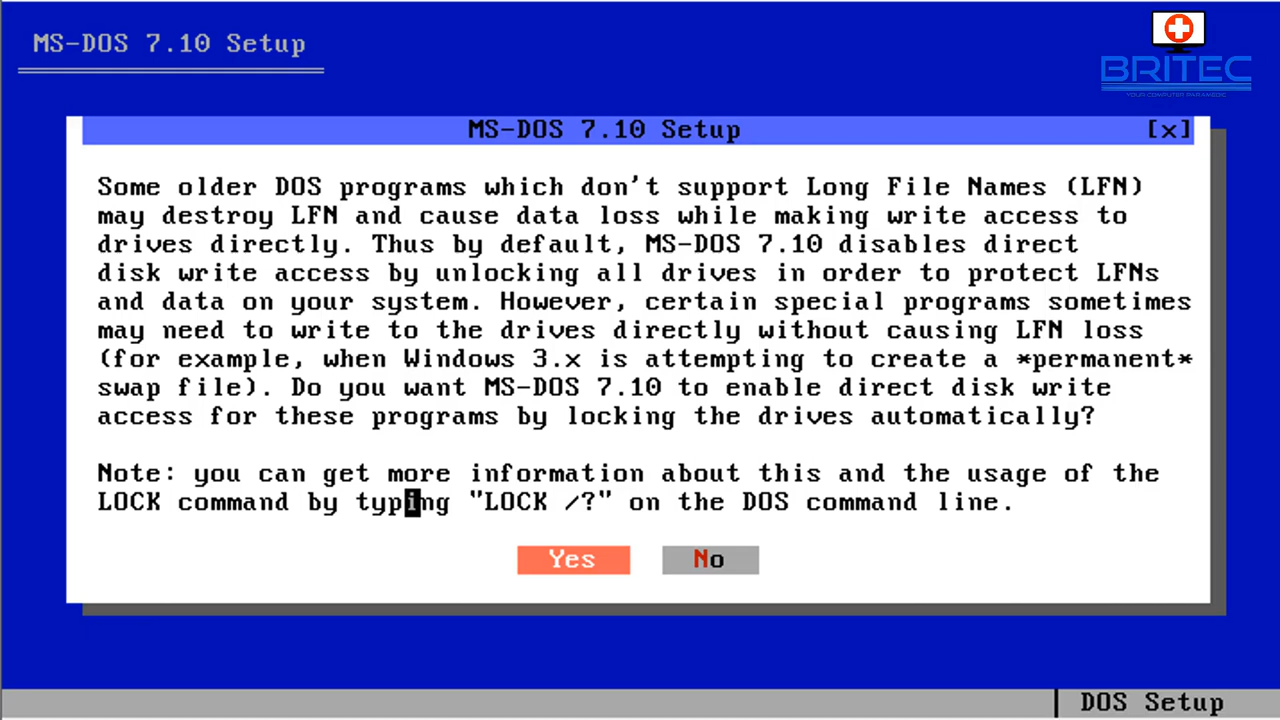 MS-DOS 7.10 Setup
BRITEC
YOUR COMPUTER PARAMEDIC
MS-DOS 7.10 Setup [x]
Some older DOS programs which don't support Long File Names (LFN)
may destroy LFN and cause data loss while making write access to
drives directly. Thus by default, MS-DOS 7.10 disables direct
disk write access by unlocking all drives in order to protect LFNs
and data on your system. However, certain special programs sometimes
may need to write to the drives directly without causing LFN loss
(for example, when Windows 3.x is attempting to create a *permanent*
swap file). Do you want MS-DOS 7.10 to enable direct disk write
access for these programs by locking the drives automatically?
Note: you can get more information about this and the usage of the
LOCK command by typing "LOCK /?" on the DOS command line.
Yes No
DOS Setup